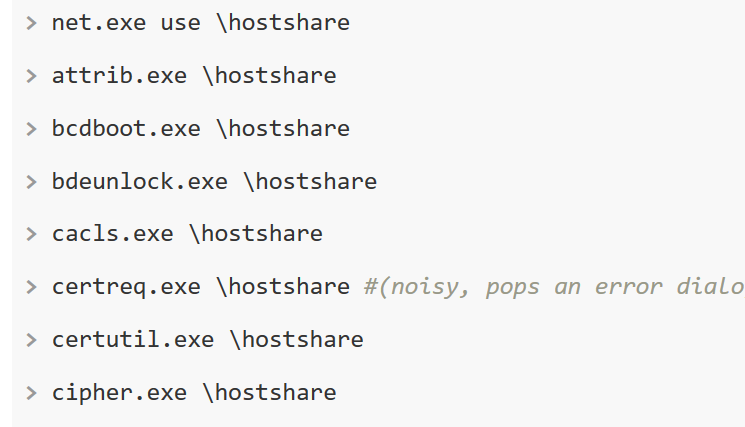 > net.exe use \hostshare
> attrib.exe \hostshare
> bcdboot.exe \hostshare
> bdeunlock.exe \hostshare
> cacls.exe \hostshare
> certreq.exe \hostshare #(noisy, pops an error dialo
> certutil.exe \hostshare
> cipher.exe \hostshare